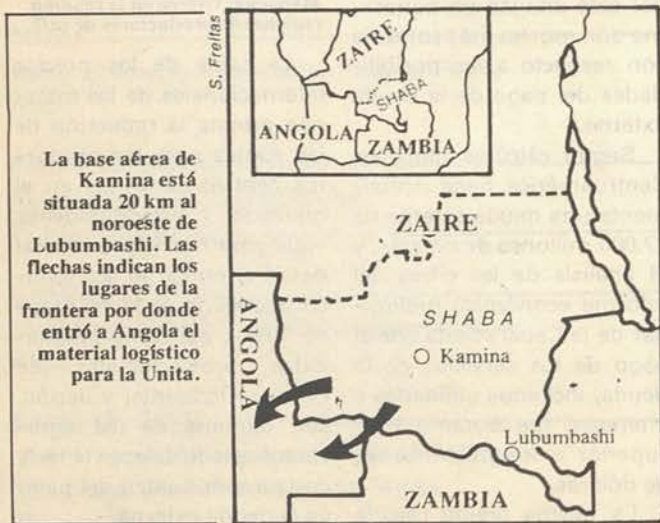 S. Freitas
La base aérea de
Kamina está
situada 20 km al
noroeste de
Lubumbashi. Las
flechas indican los
lugares de la
frontera por donde
entró a Angola el
material logístico
para la Unita.
ZAIRE
SHABA
ANGOLA
ZAMBIA
ZAIRE
SHABA
ANGOLA
Kamina
Lubumbashi
ZAMBIA